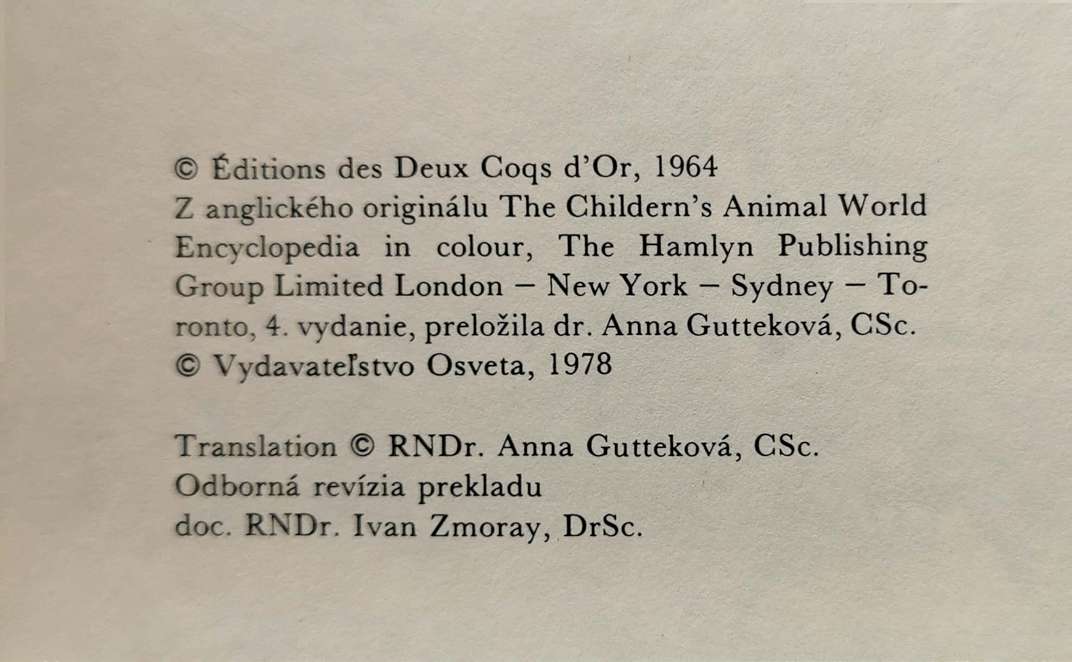 © Éditions des Deux Coqs d’Or, 1964
Z anglického originálu The Childern’s Animal World
Encyclopedia in colour, The Hamlyn Publishing
Group Limited London – New York – Sydney – To-
ronto, 4. vydanie, preložila dr. Anna Gutteková, CSc.
© Vydavateľstvo Osveta, 1978
Translation © RNDr. Anna Gutteková, CSc.
Odborná revízia prekladu
doc. RNDr. Ivan Zmoray, DrSc.